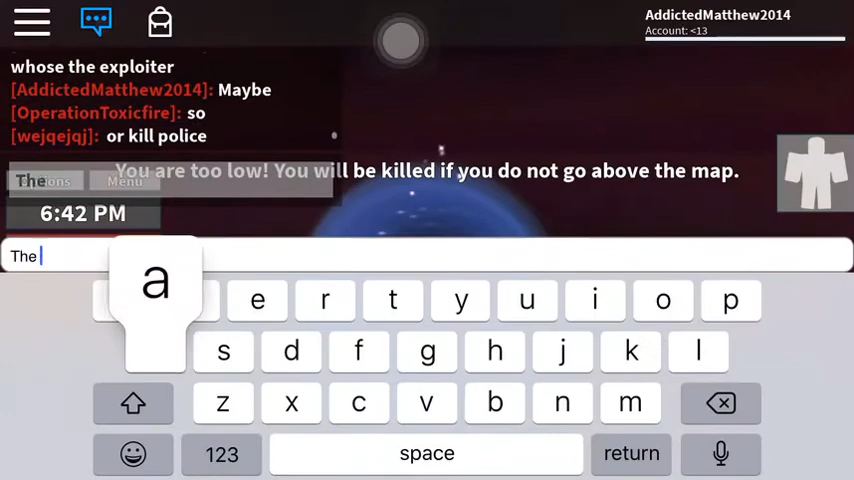 AddictedMatthew2014
Account: <13
whose the exploiter
[AddictedMatthew2014]: Maybe
[OperationToxicfire]: so
[wejqejqj]: or kill police
You are too low! You will be killed if you do not go above the map.
The
Menu
6:42 PM
The
a
e r t y u i o p
s d f g h j k l
z x c v b n m
123 space return